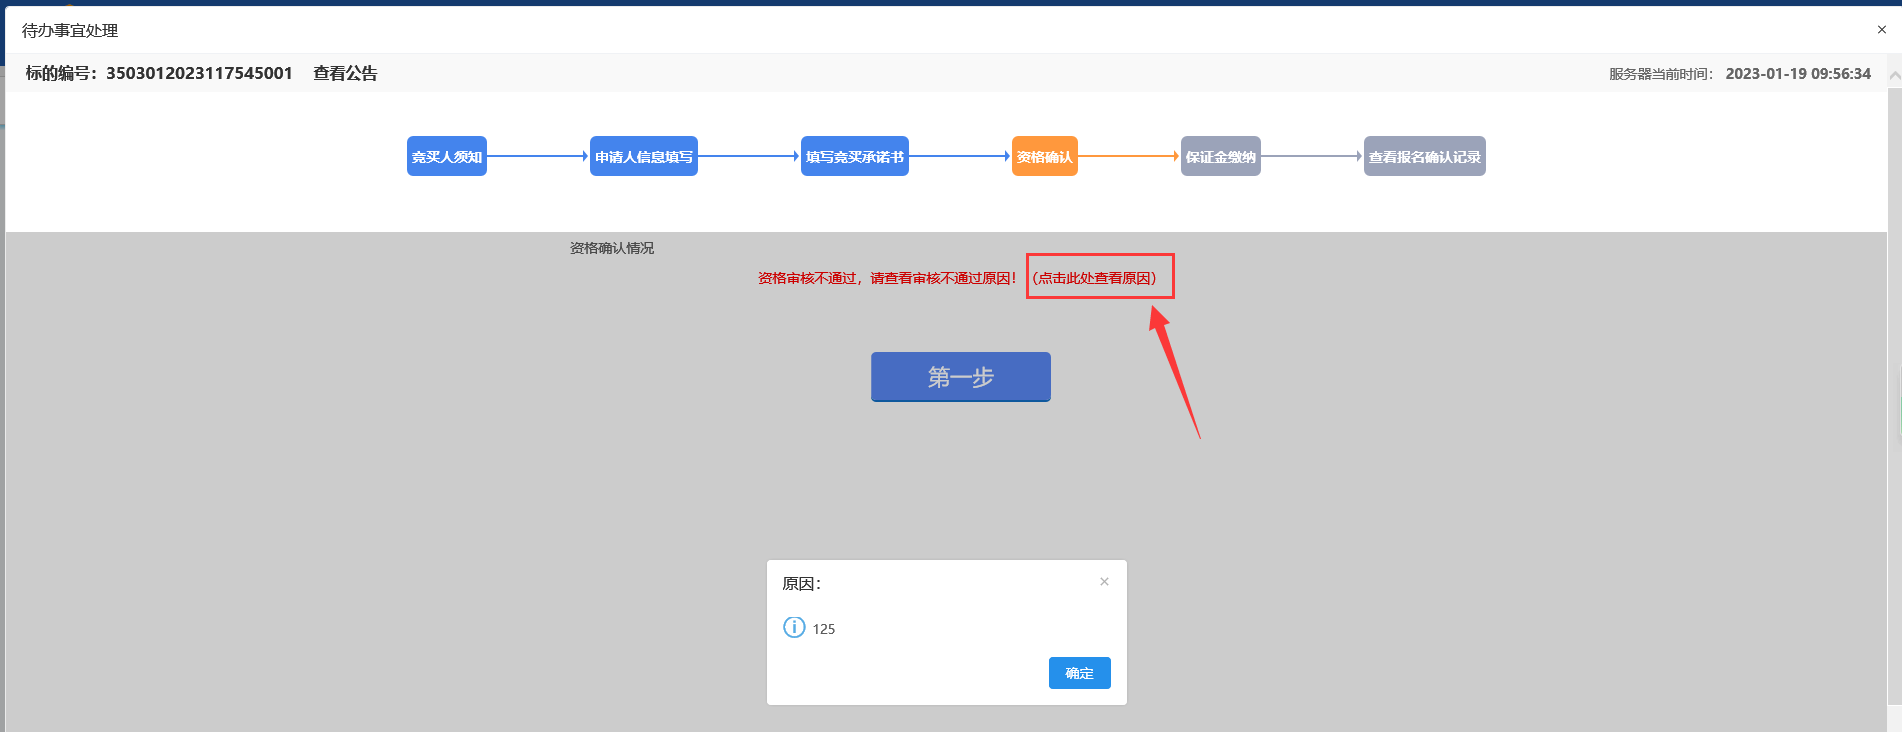 待办事宜处理
标的编号：3503012023117545001 查看公告
服务器当前时间： 2023-01-19 09:56:34
竞买人须知
申请人信息填写
填写竞买承诺书
资格确认
保证金缴纳
查看报名确认记录
资格确认情况
资格审核不通过，请查看审核不通过原因！（点击此处查看原因）
第一步
原因：
125
确定